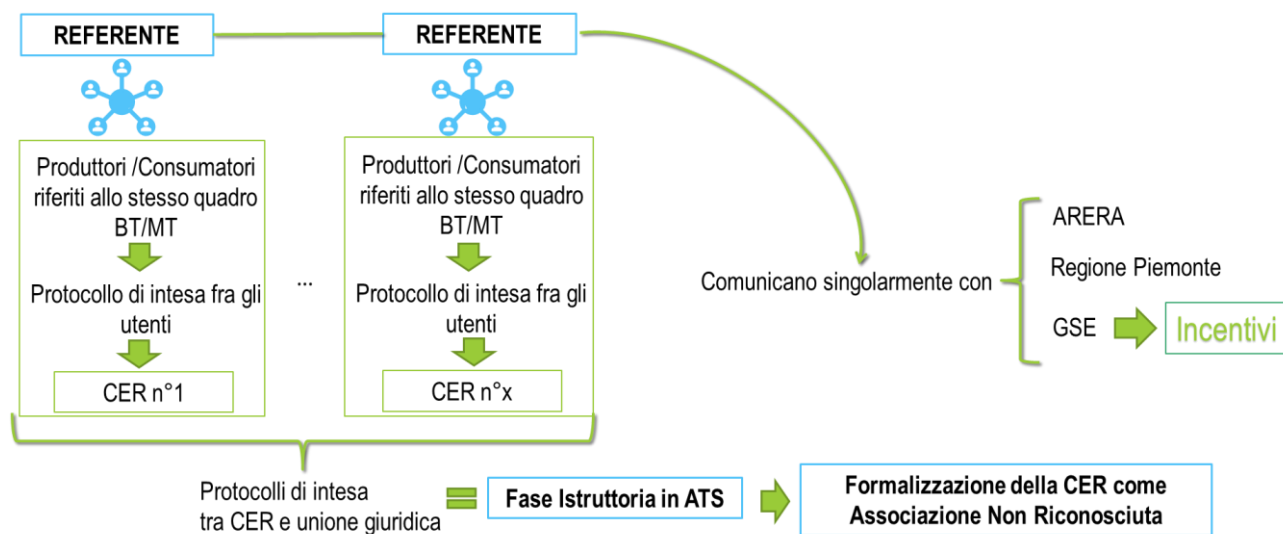 REFERENTE
REFERENTE
Produttori /Consumatori
riferiti allo stesso quadro
BT/MT
Protocollo di intesa fra gli
utenti
CER n°1
...
Produttori /Consumatori
riferiti allo stesso quadro
BT/MT
Protocollo di intesa fra gli
utenti
CER n°x
Comunicano singolarmente con
ARERA
Regione Piemonte
GSE
Incentivi
Protocolli di intesa
tra CER e unione giuridica
Fase Istruttoria in ATS
Formalizzazione della CER come
Associazione Non Riconosciuta